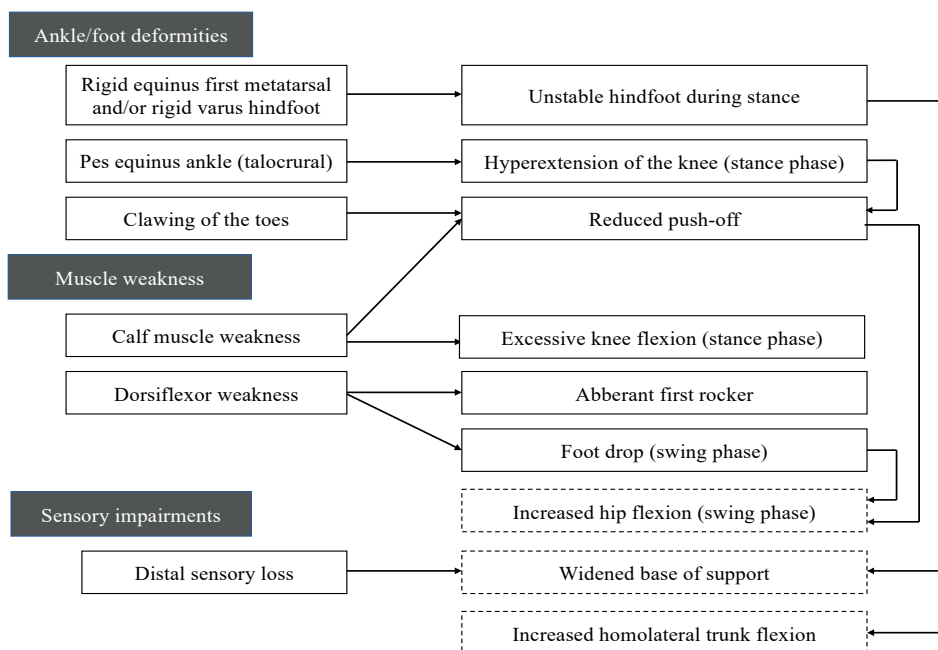 Ankle/foot deformities
Rigid equinus first metatarsal
and/or rigid varus hindfoot
Unstable hindfoot during stance
Pes equinus ankle (talocrural)
Hyperextension of the knee (stance phase)
Clawing of the toes
Reduced push-off
Muscle weakness
Calf muscle weakness
Excessive knee flexion (stance phase)
Dorsiflexor weakness
Abberant first rocker
Foot drop (swing phase)
Sensory impairments
Increased hip flexion (swing phase)
Distal sensory loss
Widened base of support
Increased homolateral trunk flexion